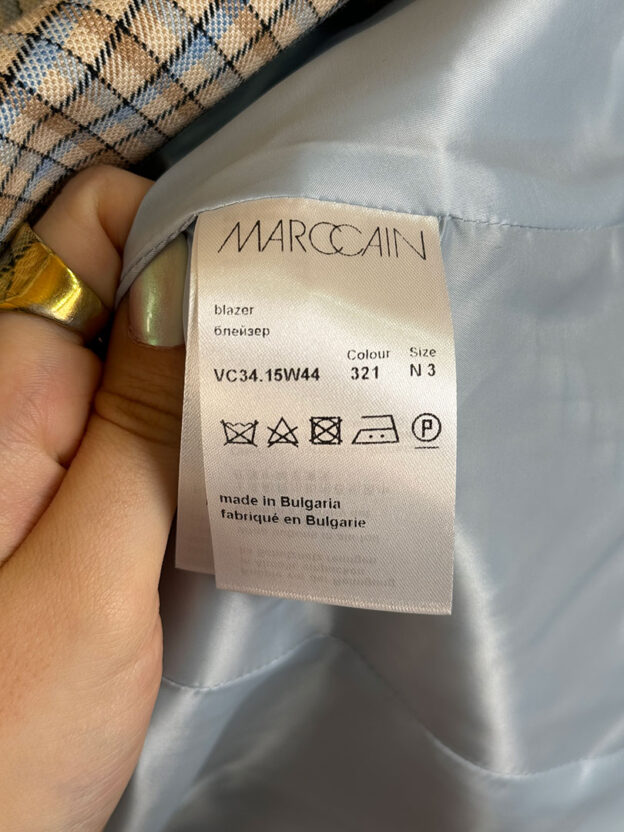 MARCCAIN
blazer
блейзер
Colour Size
VC34.15W44 321 N 3
P
made in Bulgaria
fabriqué en Bulgarie